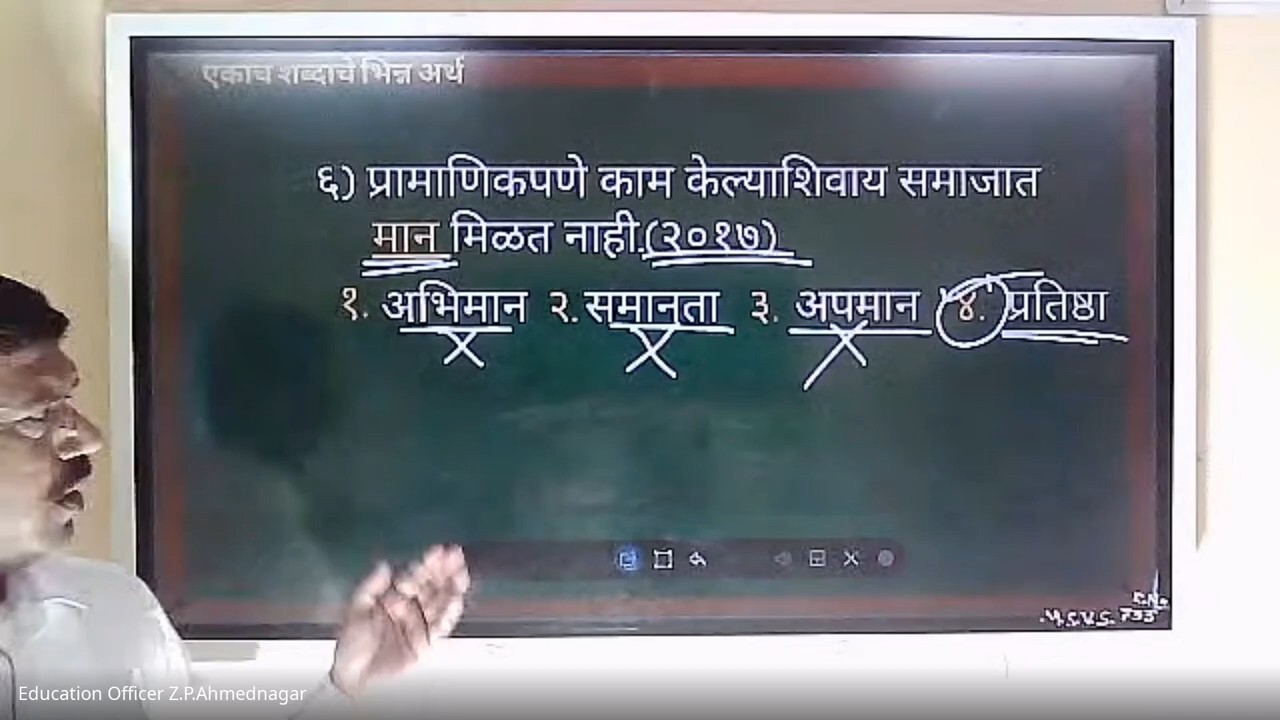 एकाच शब्दाचे भिन्न अर्थ
६) प्रामाणिकपणे काम केल्याशिवाय समाजात
मान मिळत नाही.(२०१७)
१. अभिमान २. समानता ३. अपमान ४. प्रतिष्ठा
M.S.V.S. 733
Education Officer Z.P.Ahmednagar